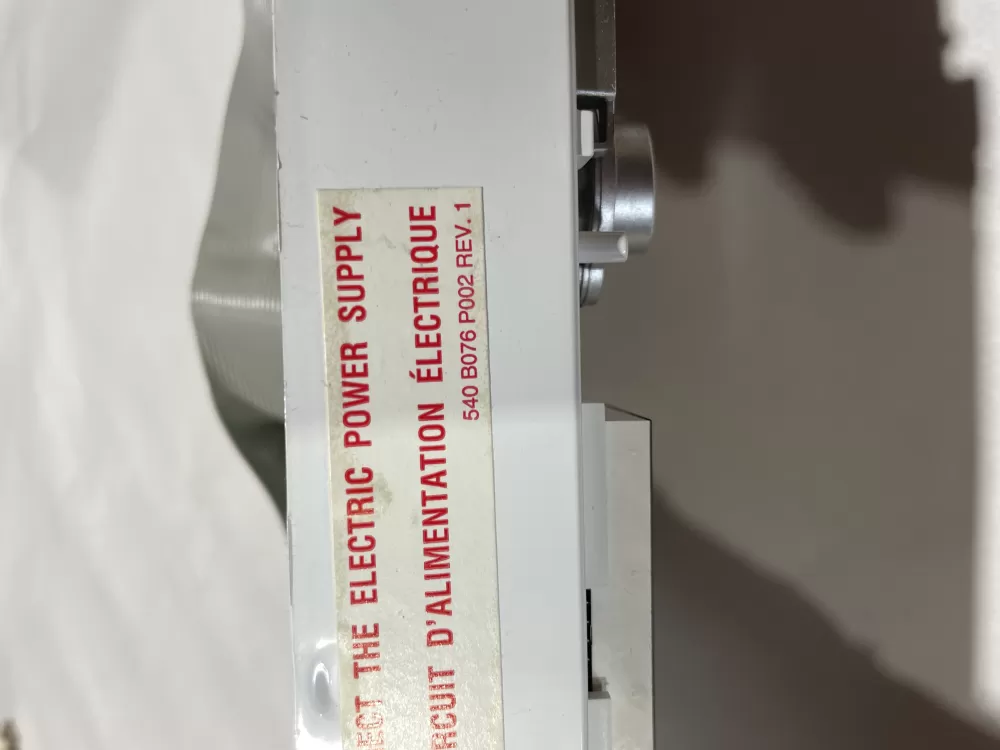 ECT THE ELECTRIC POWER SUPPLY
RCUIT D'ALIMENTATION ÉLECTRIQUE
540 B076 P002 REV. 1